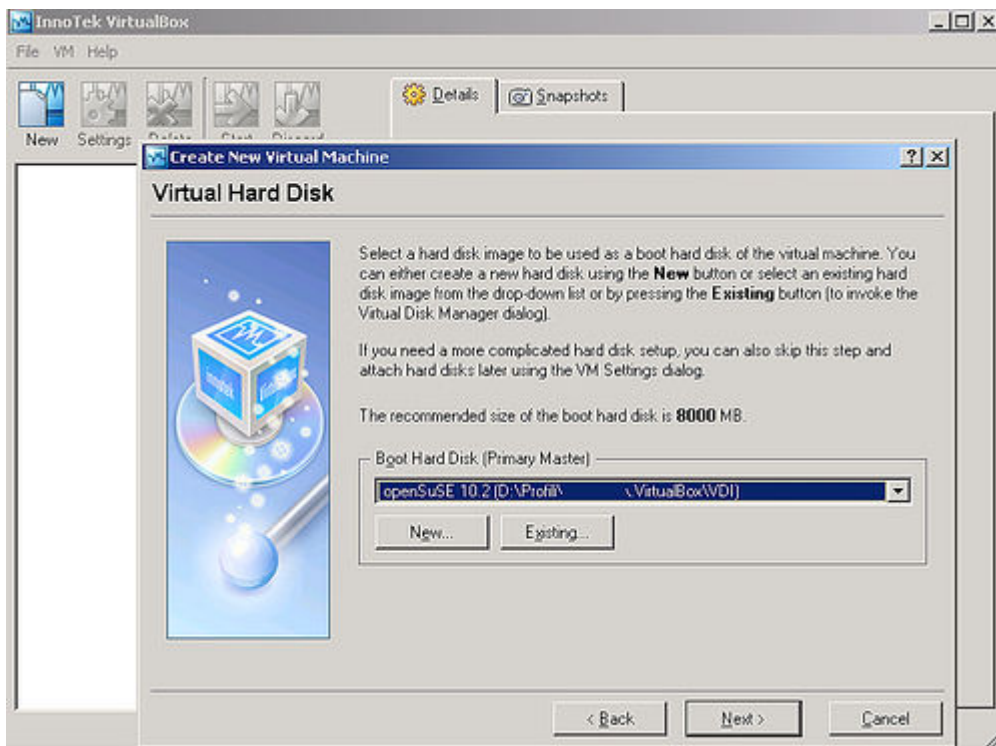 InnoTek VirtualBox
File VM Help
New Settings Delete Start Discard
Details Snapshots
Create New Virtual Machine
Virtual Hard Disk
Select a hard disk image to be used as a boot hard disk of the virtual machine. You
can either create a new hard disk using the New button or select an existing hard
disk image from the drop-down list or by pressing the Existing button (to invoke the
Virtual Disk Manager dialog).
If you need a more complicated hard disk setup, you can also skip this step and
attach hard disks later using the VM Settings dialog.
The recommended size of the boot hard disk is 8000 MB.
Boot Hard Disk (Primary Master)
openSuSE 10.2 (D:\Profili\ \.VirtualBox\VDI)
New... Existing...
< Back Next > Cancel
innotek